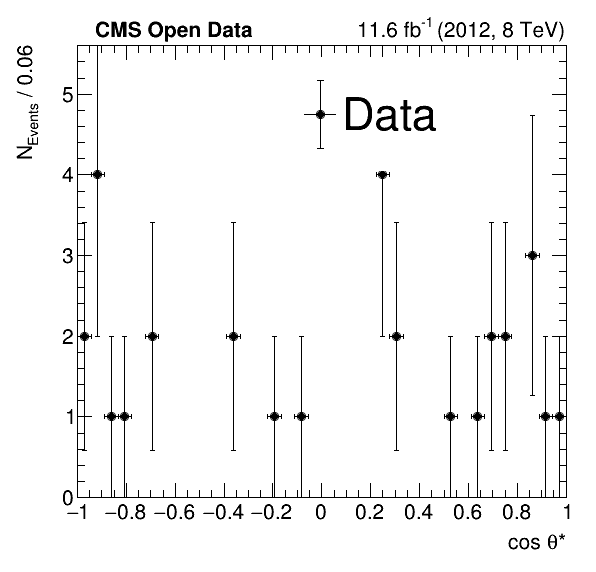 CMS Open Data 11.6 fb⁻¹ (2012, 8 TeV)
N_Events / 0.06
Data
5
4
3
2
1
0
−1 −0.8 −0.6 −0.4 −0.2 0 0.2 0.4 0.6 0.8 1
cos θ*